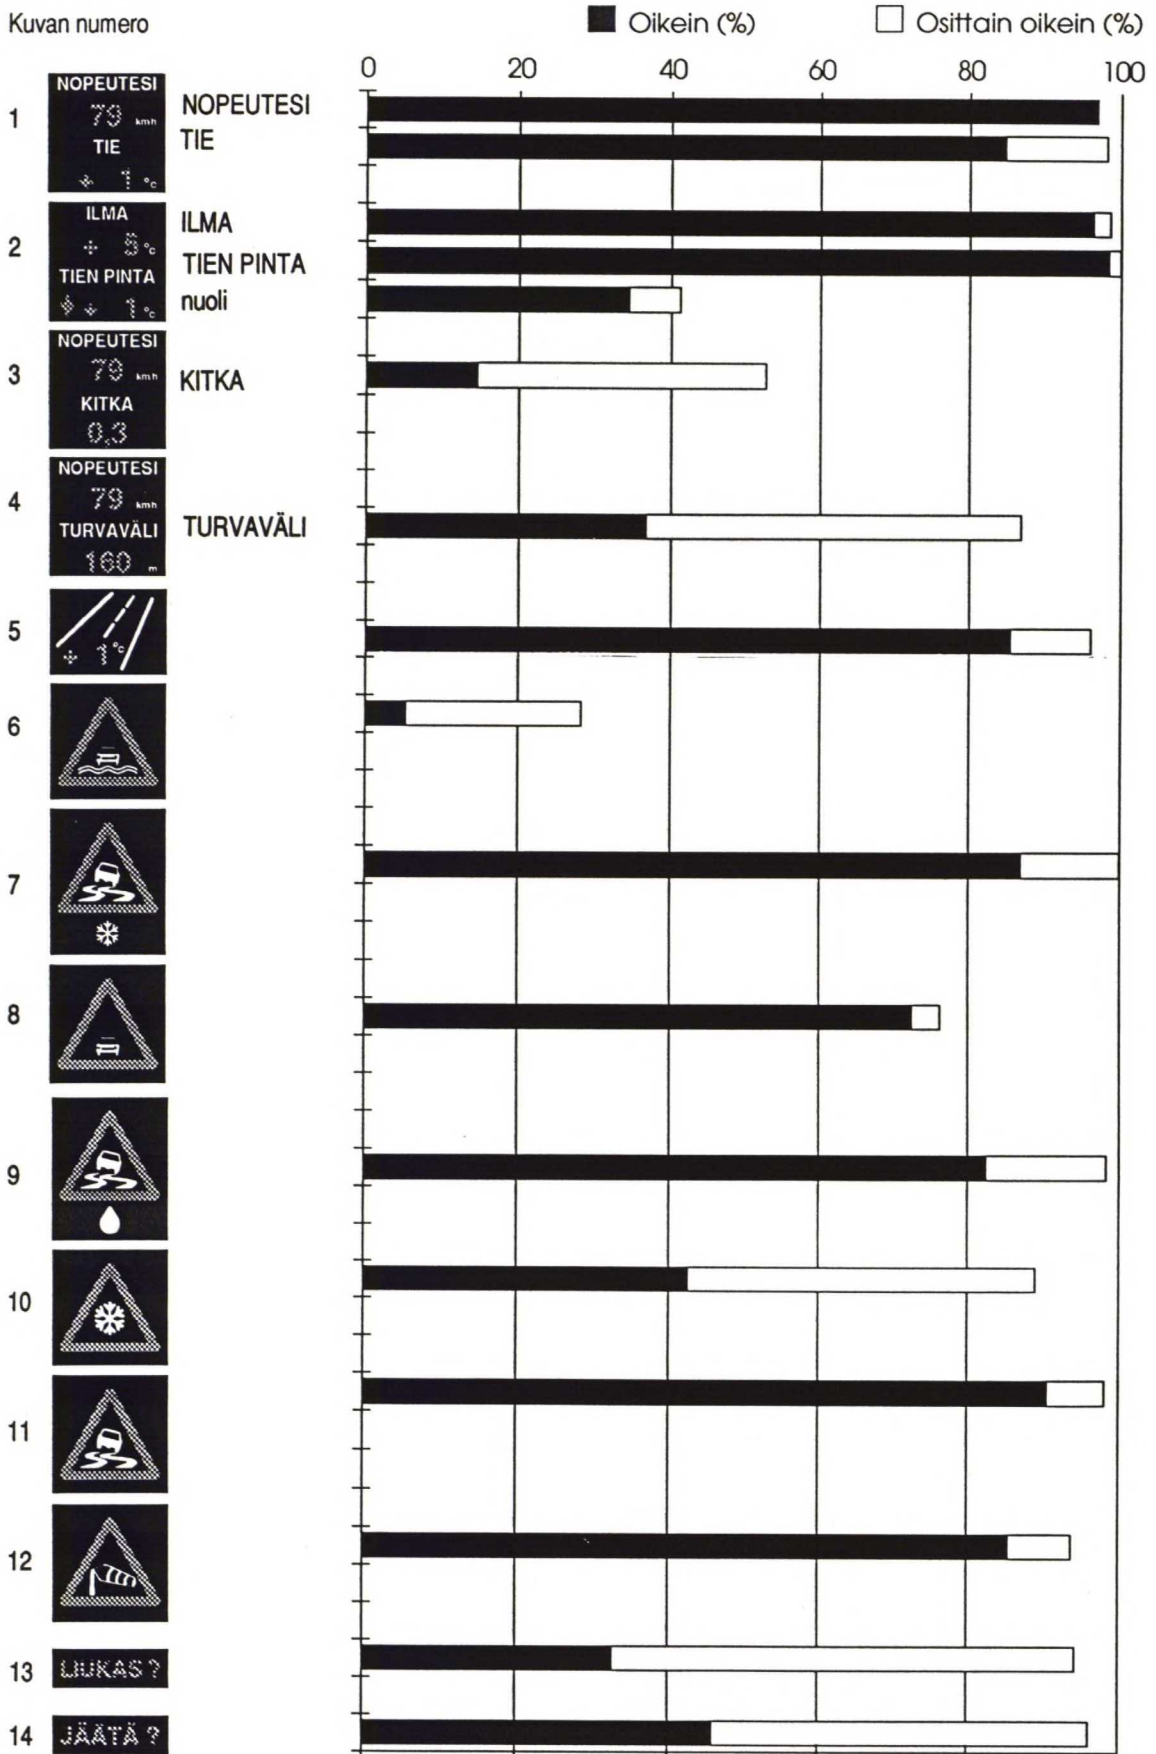 Kuvan numero
Oikein (%)
Osittain oikein (%)
0 20 40 60 80 100
1
NOPEUTESI
79 kmh
TIE
+ 1 °C
NOPEUTESI
TIE
2
ILMA
+ 5 °C
TIEN PINTA
+ 1 °C
ILMA
TIEN PINTA
nuoli
3
NOPEUTESI
79 kmh
KITKA
0,3
KITKA
4
NOPEUTESI
79 kmh
TURVAVÄLI
160 m
TURVAVÄLI
5
+ 1 °C
6
7
8
9
10
11
12
13
LIUKAS ?
14
JÄÄTÄ ?